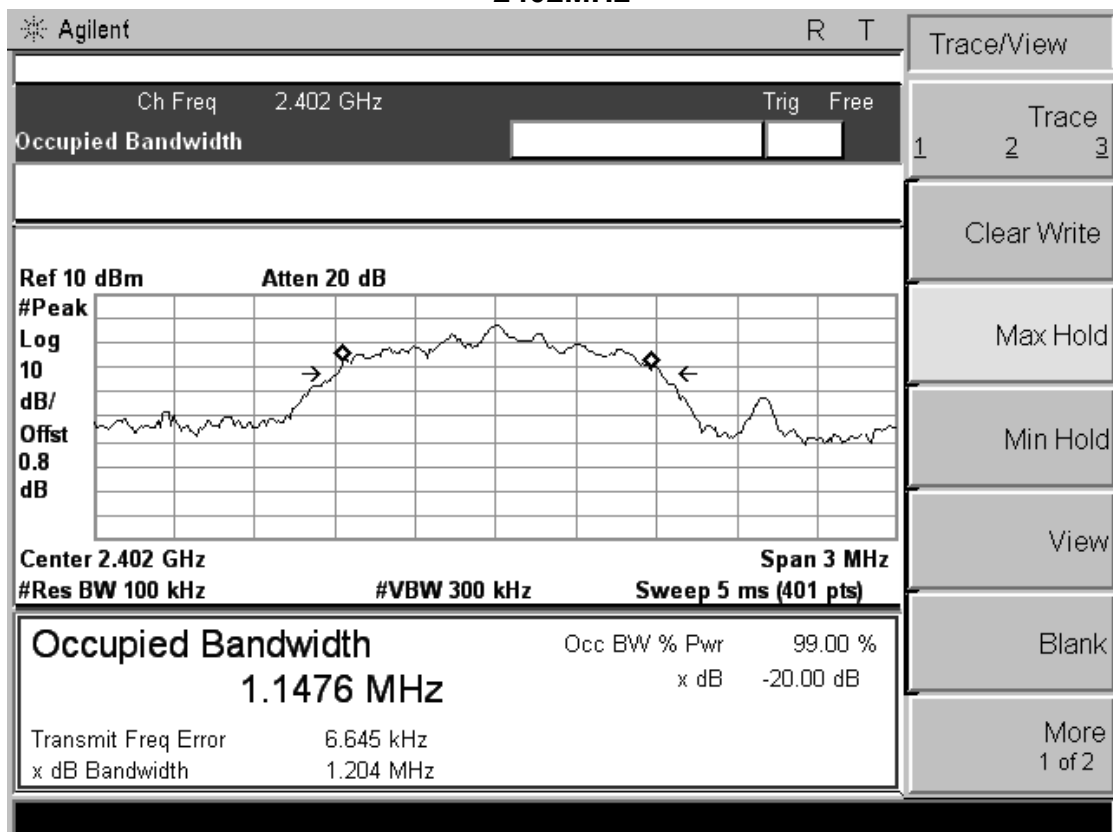 Agilent R T
Trace/View
Ch Freq 2.402 GHz Trig Free
Occupied Bandwidth
Trace
1 2 3
Clear Write
Ref 10 dBm Atten 20 dB
#Peak
Log
10
dB/
Offst
0.8
dB
Max Hold
Min Hold
Center 2.402 GHz Span 3 MHz
#Res BW 100 kHz #VBW 300 kHz Sweep 5 ms (401 pts)
View
Occupied Bandwidth
1.1476 MHz
Occ BW % Pwr 99.00 %
x dB -20.00 dB
Transmit Freq Error 6.645 kHz
x dB Bandwidth 1.204 MHz
Blank
More
1 of 2